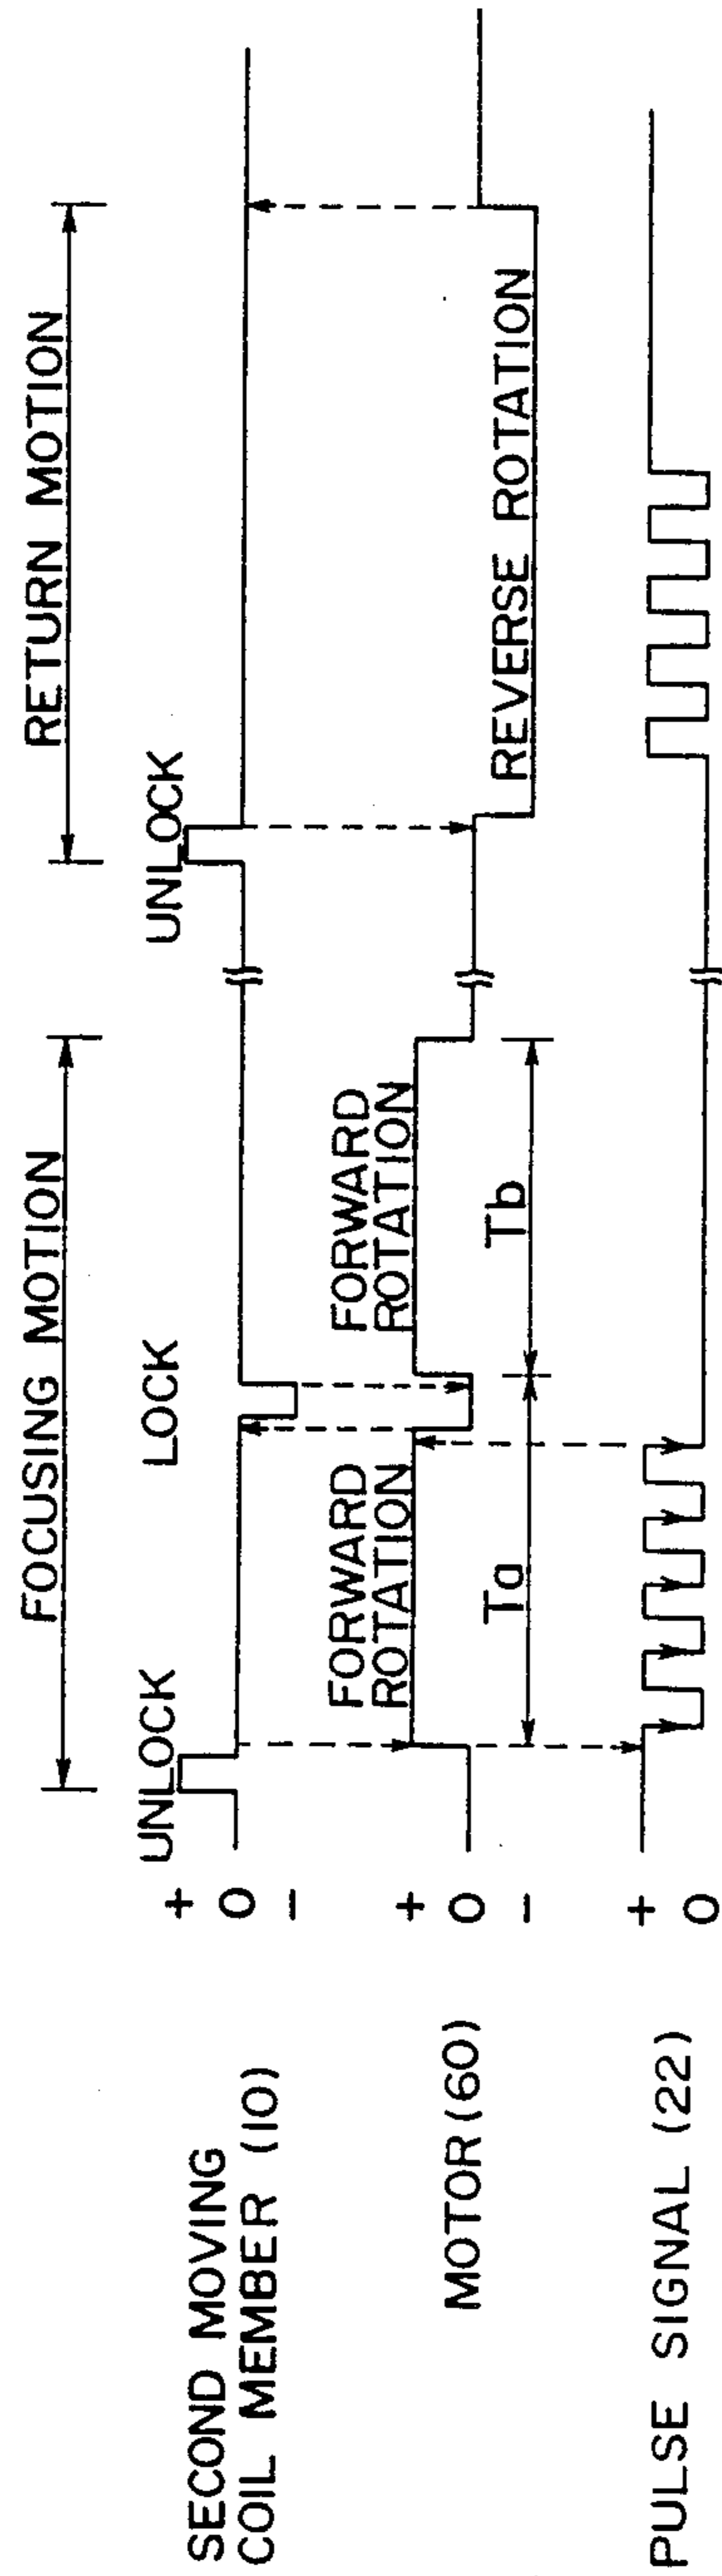 FOCUSING MOTION
RETURN MOTION
UNLOCK
LOCK
UNLOCK
SECOND MOVING
COIL MEMBER (10)
+
0
-
FORWARD
ROTATION
FORWARD
ROTATION
MOTOR (60)
+
0
-
Ta
Tb
REVERSE ROTATION
PULSE SIGNAL (22)
+
0